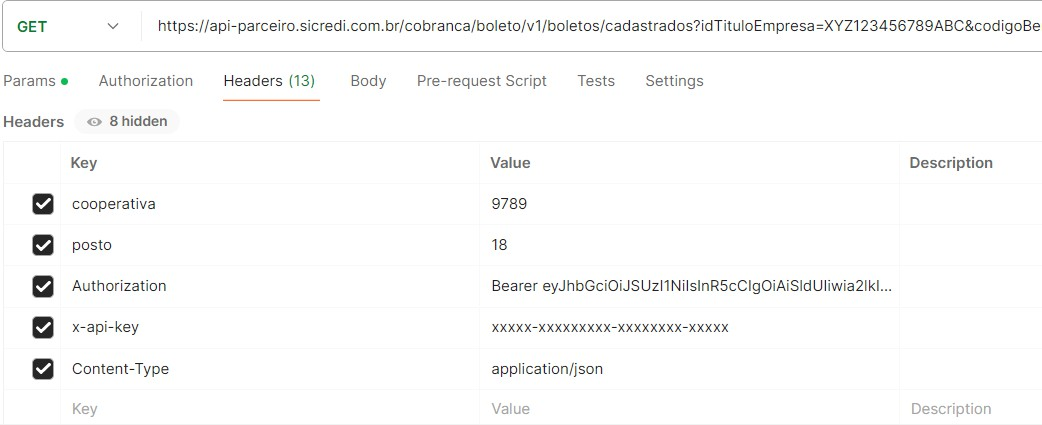 GET https://api-parceiro.sicredi.com.br/cobranca/boleto/v1/boletos/cadastrados?idTituloEmpresa=XYZ123456789ABC&codigoBe
Params Authorization Headers (13) Body Pre-request Script Tests Settings
Headers 8 hidden
Key Value Description
cooperativa 9789
posto 18
Authorization Bearer eyJhbGciOiJSUzI1NiIsInR5cCIgOiAiSldUIiwia2lkI...
x-api-key xxxxx-xxxxxxxxx-xxxxxxxx-xxxxx
Content-Type application/json
Key Value Description